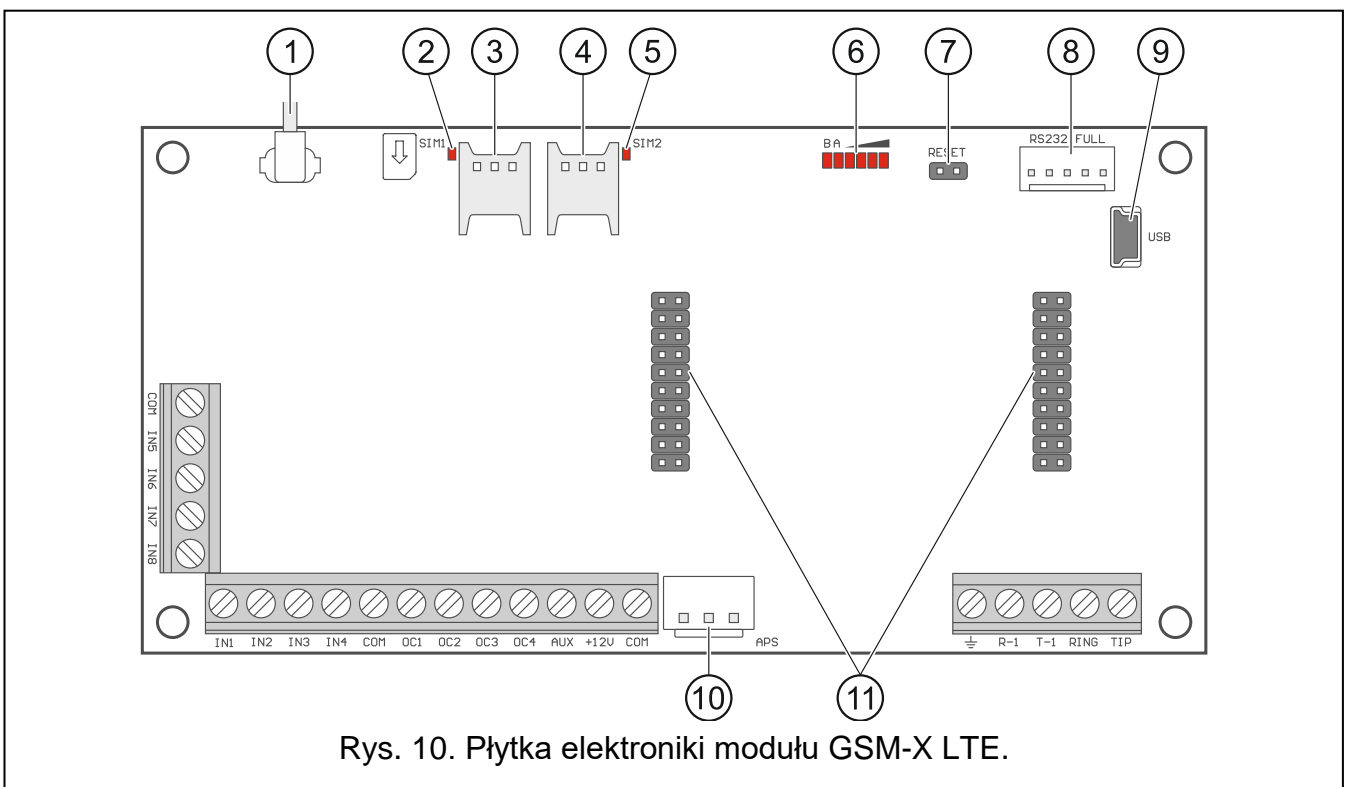 1 2 3 4 5 6 7 8 9
SIM1 SIM2 BA RESET RS232 FULL
USB
COM
IN5
IN6
IN7
IN8
IN1 IN2 IN3 IN4 COM OC1 OC2 OC3 OC4 AUX +12V COM APS R-1 T-1 RING TIP
10 11
Rys. 10. Płytka elektroniki modułu GSM-X LTE.